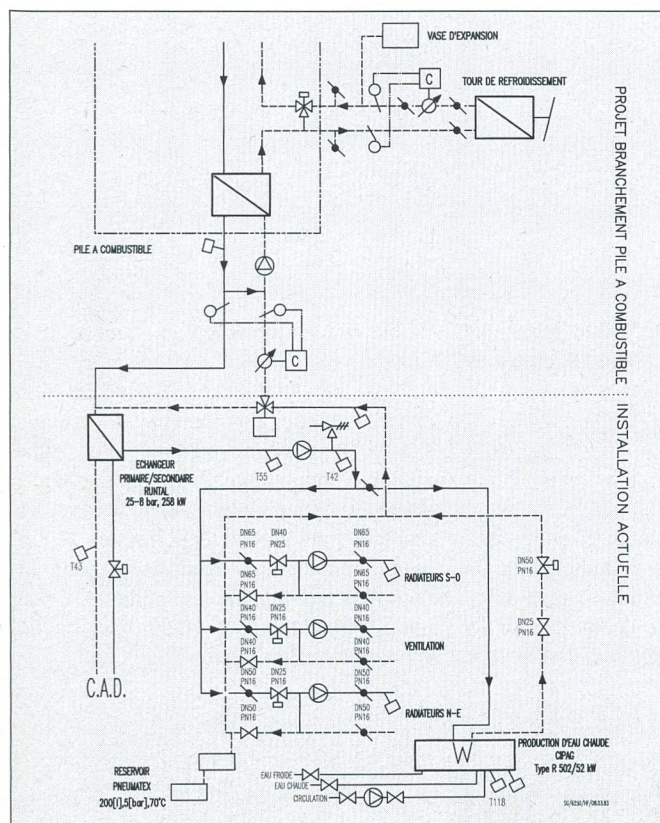 VASE D'EXPANSION
C
TOUR DE REFROIDISSEMENT
PROJET BRANCHEMENT PILE A COMBUSTIBLE
PILE A COMBUSTIBLE
C
INSTALLATION ACTUELLE
ECHANGEUR
PRIMAIRE/SECONDAIRE
RUNTAL
25-8 bar, 258 kW
T55
T42
T43
C.A.D.
DN65
PN16
DN40
PN25
DN65
PN16
RADIATEURS S-O
DN65
PN16
DN65
PN16
DN40
PN16
DN25
PN16
DN40
PN16
VENTILATION
DN40
PN16
DN40
PN16
DN50
PN16
DN25
PN16
DN50
PN16
RADIATEURS N-E
DN50
PN16
DN50
PN16
DN50
PN16
DN25
PN16
RESERVOIR
PNEUMATEX
200[l],5[bar],70°C
PRODUCTION D'EAU CHAUDE
CIPAG
Type R 502/52 kW
EAU FROIDE
EAU CHAUDE
CIRCULATION
T118